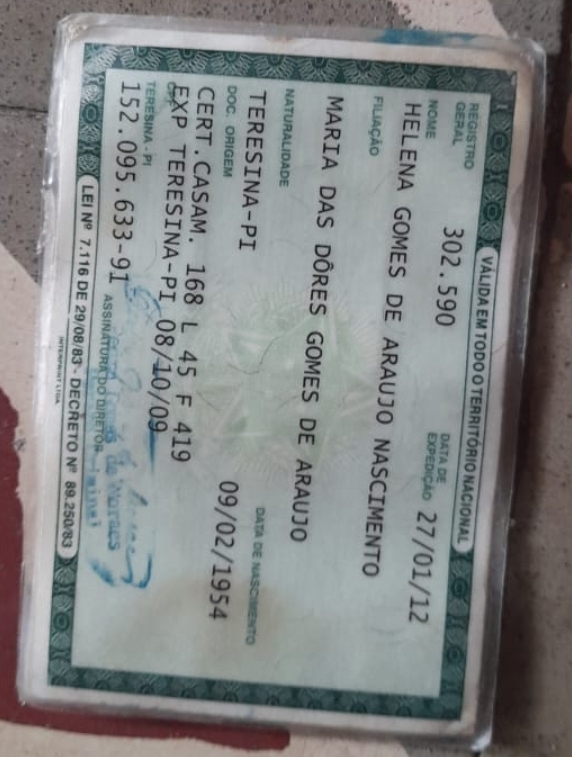 VÁLIDA EM TODO O TERRITÓRIO NACIONAL
REGISTRO GERAL 302.590 DATA DE EXPEDIÇÃO 27/01/12
NOME
HELENA GOMES DE ARAUJO NASCIMENTO
FILIAÇÃO
MARIA DAS DÔRES GOMES DE ARAUJO
NATURALIDADE DATA DE NASCIMENTO
TERESINA-PI 09/02/1954
DOC. ORIGEM
CERT.CASAM. 168 L 45 F 419
EXP TERESINA-PI 08/10/09
CPF
TERESINA-PI
152.095.633-91
ASSINATURA DO DIRETOR
LEI Nº 7.116 DE 29/08/83 - DECRETO Nº 89.250/83
INTERPRINT LTDA.